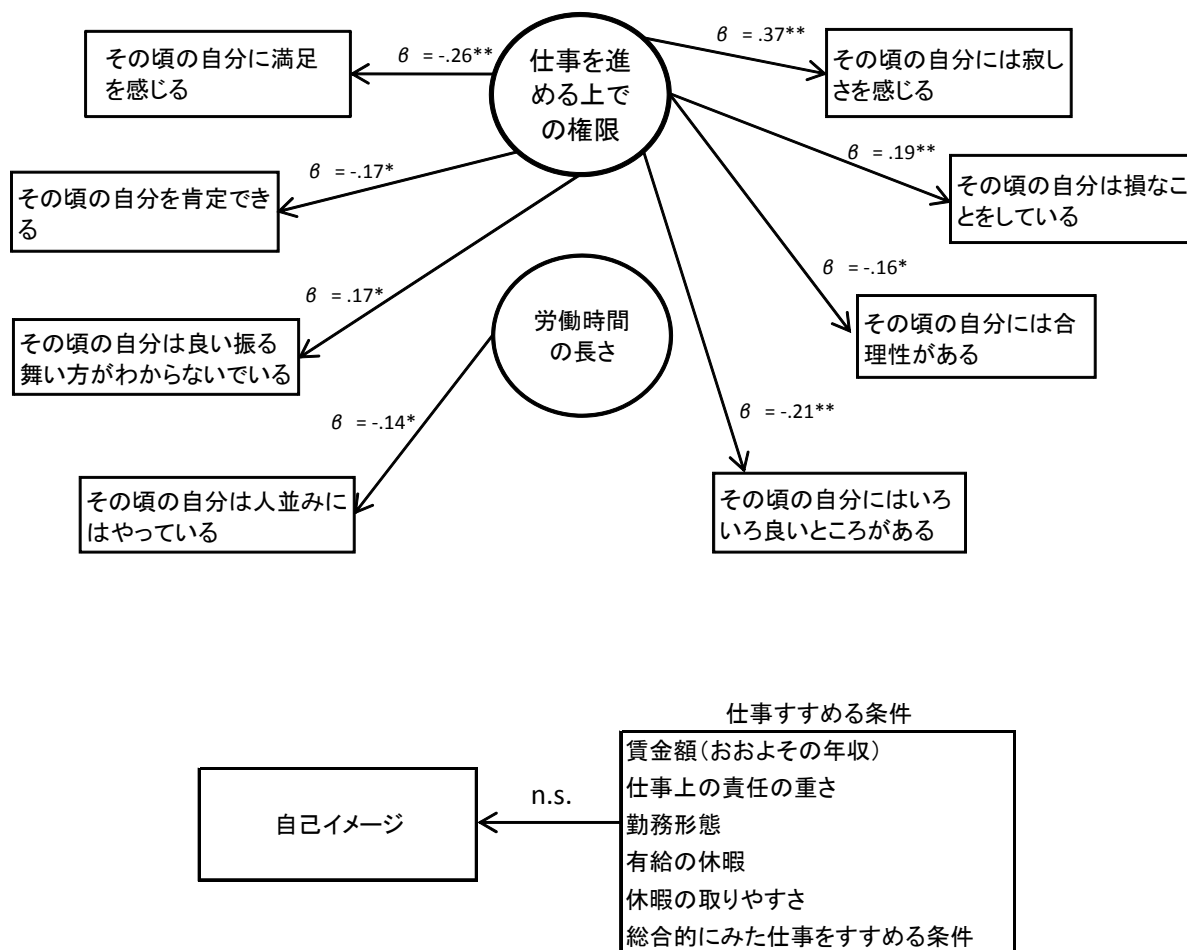 β = -.26**
β = .37**
その頃の自分に満足
を感じる
仕事を進
める上で
の権限
その頃の自分には寂し
さを感じる
β = -.17*
β = .19**
その頃の自分を肯定でき
る
その頃の自分は損なこ
とをしている
β = .17*
β = -.16*
その頃の自分は良い振る
舞い方がわからないでいる
労働時間
の長さ
その頃の自分には合
理性がある
β = -.14*
β = -.21**
その頃の自分は人並みに
はやっている
その頃の自分にはいろ
いろ良いところがある
仕事すすめる条件
自己イメージ
n.s.
賃金額(おおよその年収)
仕事上の責任の重さ
勤務形態
有給の休暇
休暇の取りやすさ
総合的にみた仕事をすすめる条件